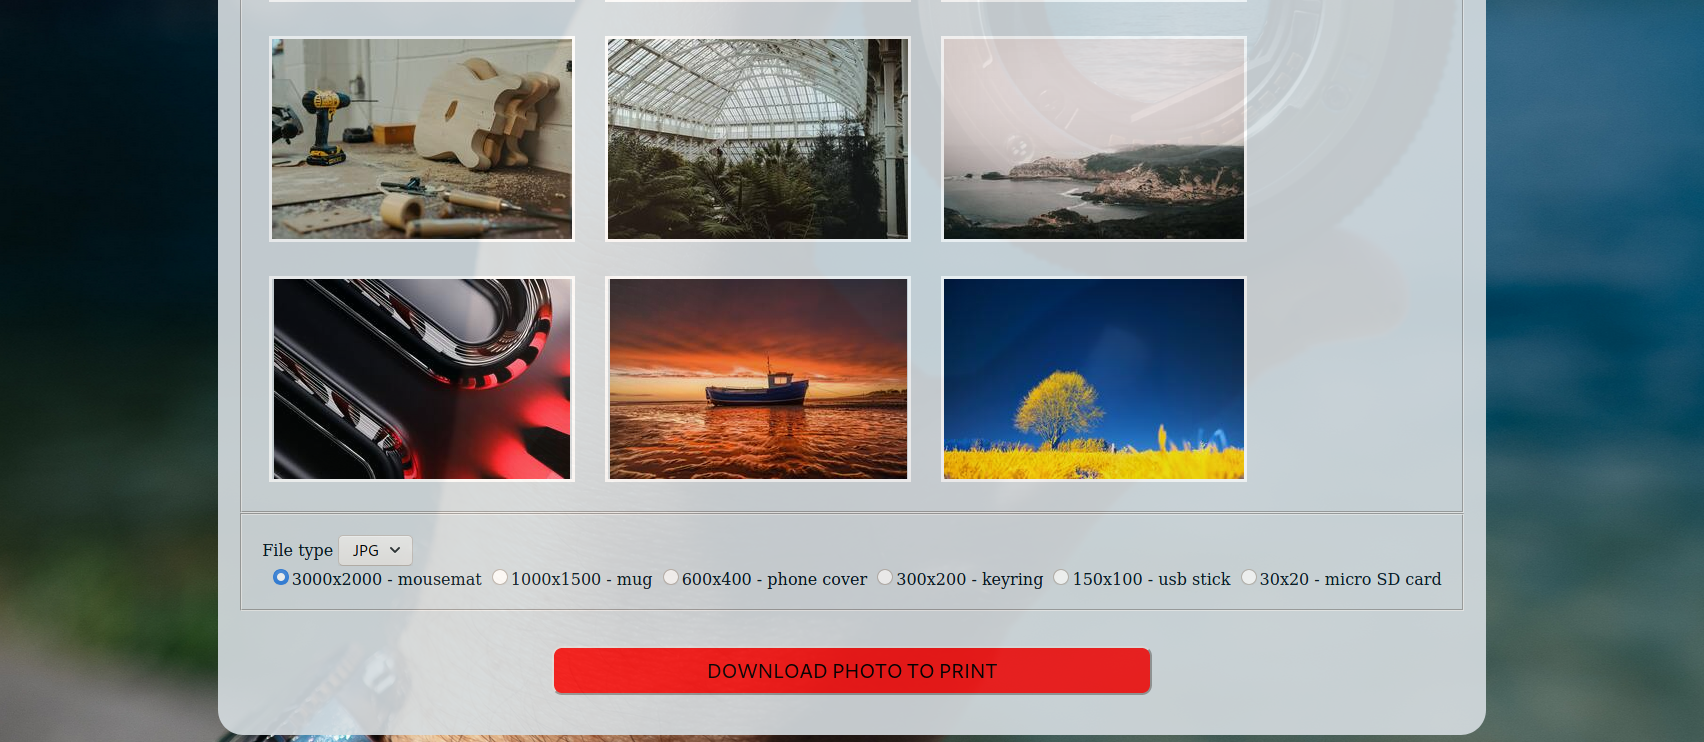 File type JPG
3000x2000 - mousemat 1000x1500 - mug 600x400 - phone cover 300x200 - keyring 150x100 - usb stick 30x20 - micro SD card
DOWNLOAD PHOTO TO PRINT